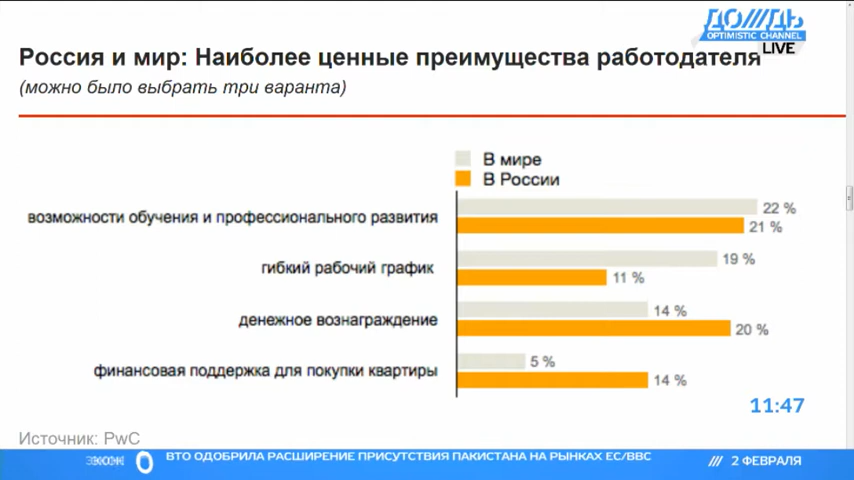 ДОЖДЬ
OPTIMISTIC CHANNEL
LIVE
Россия и мир: Наиболее ценные преимущества работодателя
(можно было выбрать три варанта)
В мире
В России
возможности обучения и профессионального развития
22 %
21 %
гибкий рабочий график
19 %
11 %
денежное вознаграждение
14 %
20 %
финансовая поддержка для покупки квартиры
5 %
14 %
11:47
Источник: PwC
ВТО ОДОБРИЛА РАСШИРЕНИЕ ПРИСУТСТВИЯ ПАКИСТАНА НА РЫНКАХ ЕС/BBC
/// 2 ФЕВРАЛЯ